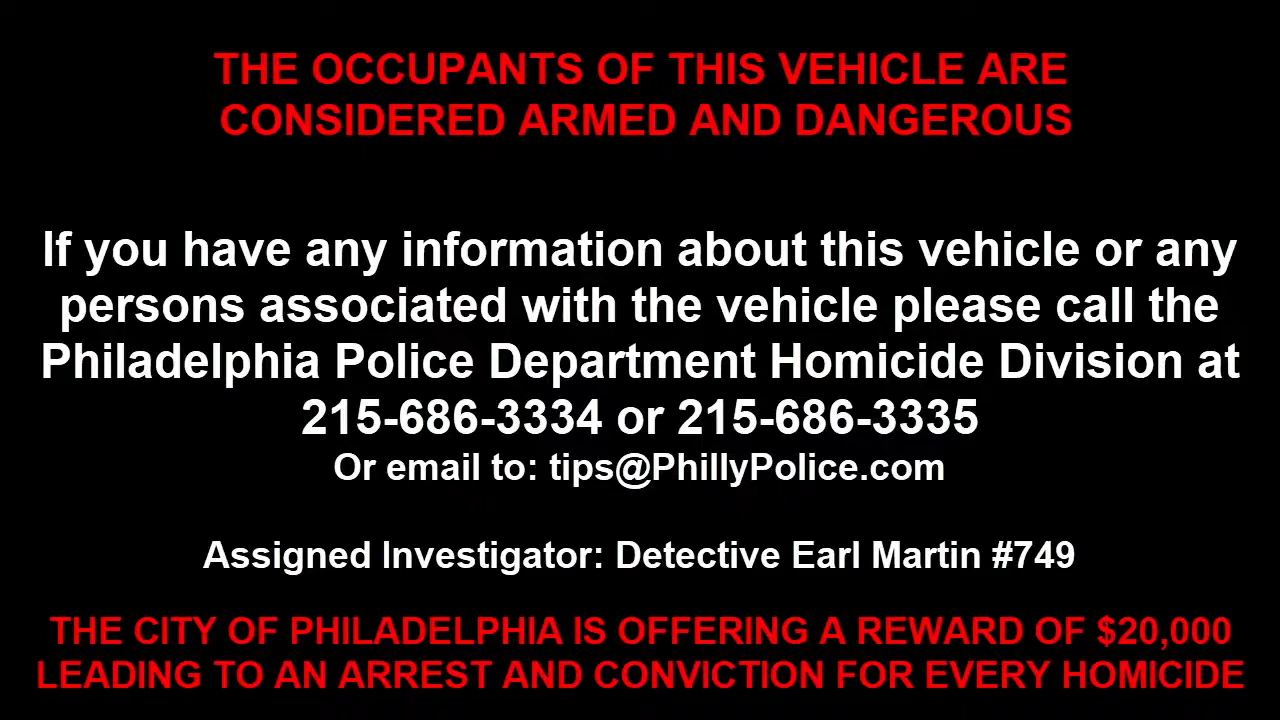 THE OCCUPANTS OF THIS VEHICLE ARE
CONSIDERED ARMED AND DANGEROUS
If you have any information about this vehicle or any
persons associated with the vehicle please call the
Philadelphia Police Department Homicide Division at
215-686-3334 or 215-686-3335
Or email to: tips@PhillyPolice.com
Assigned Investigator: Detective Earl Martin #749
THE CITY OF PHILADELPHIA IS OFFERING A REWARD OF $20,000
LEADING TO AN ARREST AND CONVICTION FOR EVERY HOMICIDE